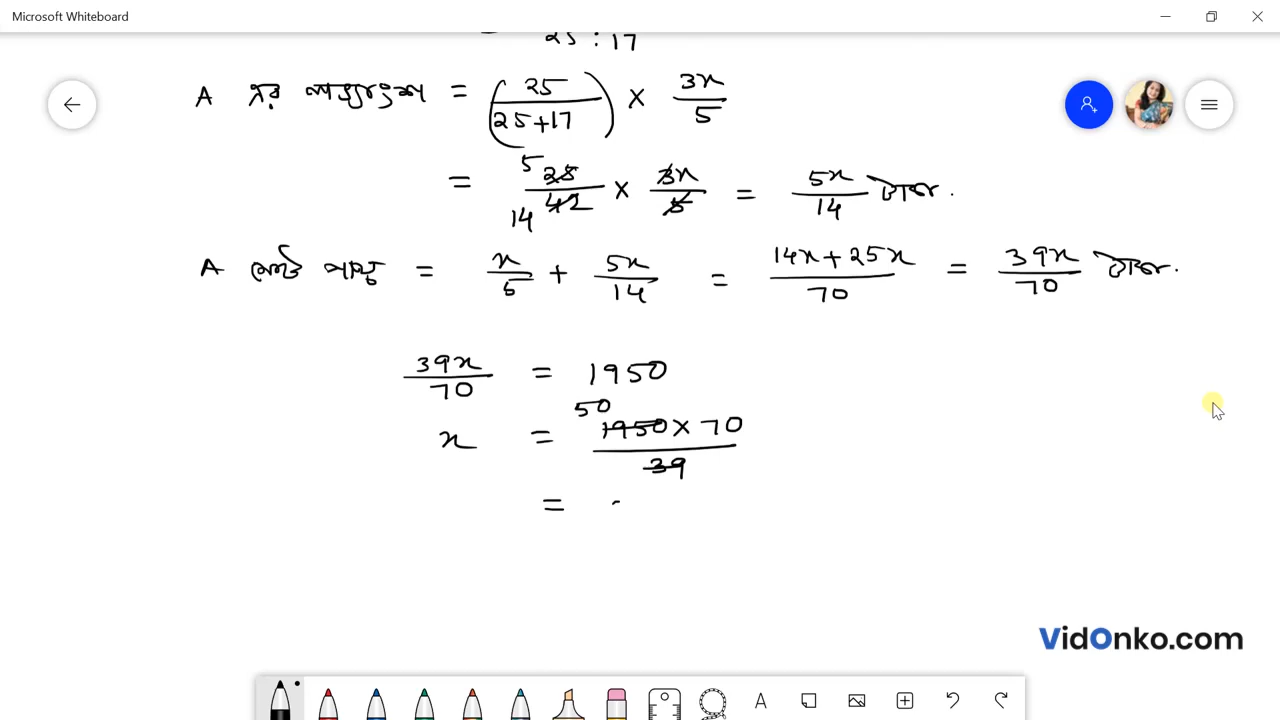 Microsoft Whiteboard
25 : 17
A এর লাভ্যাংশ = (25/25+17) × 3x/5
= 5 25/42 14 × 3x/5 = 5x/14 টাকা.
A মোট পায় = x/5 + 5x/14 = 14x+25x/70 = 39x/70 টাকা.
39x/70 = 1950
50
x = 1950×70/39
=
VidOnko.com
A